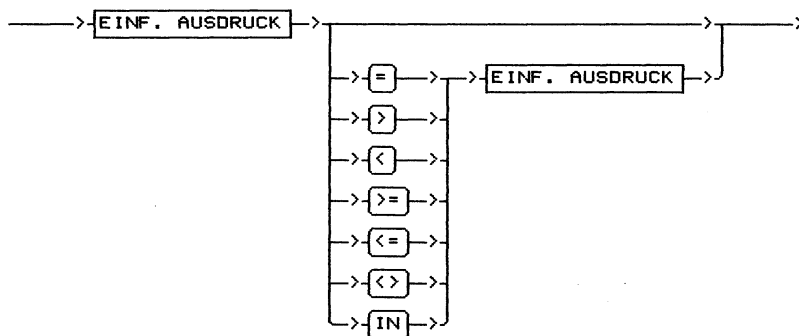 EINF. AUSDRUCK
=
EINF. AUSDRUCK
>
<
>=
<=
<>
IN